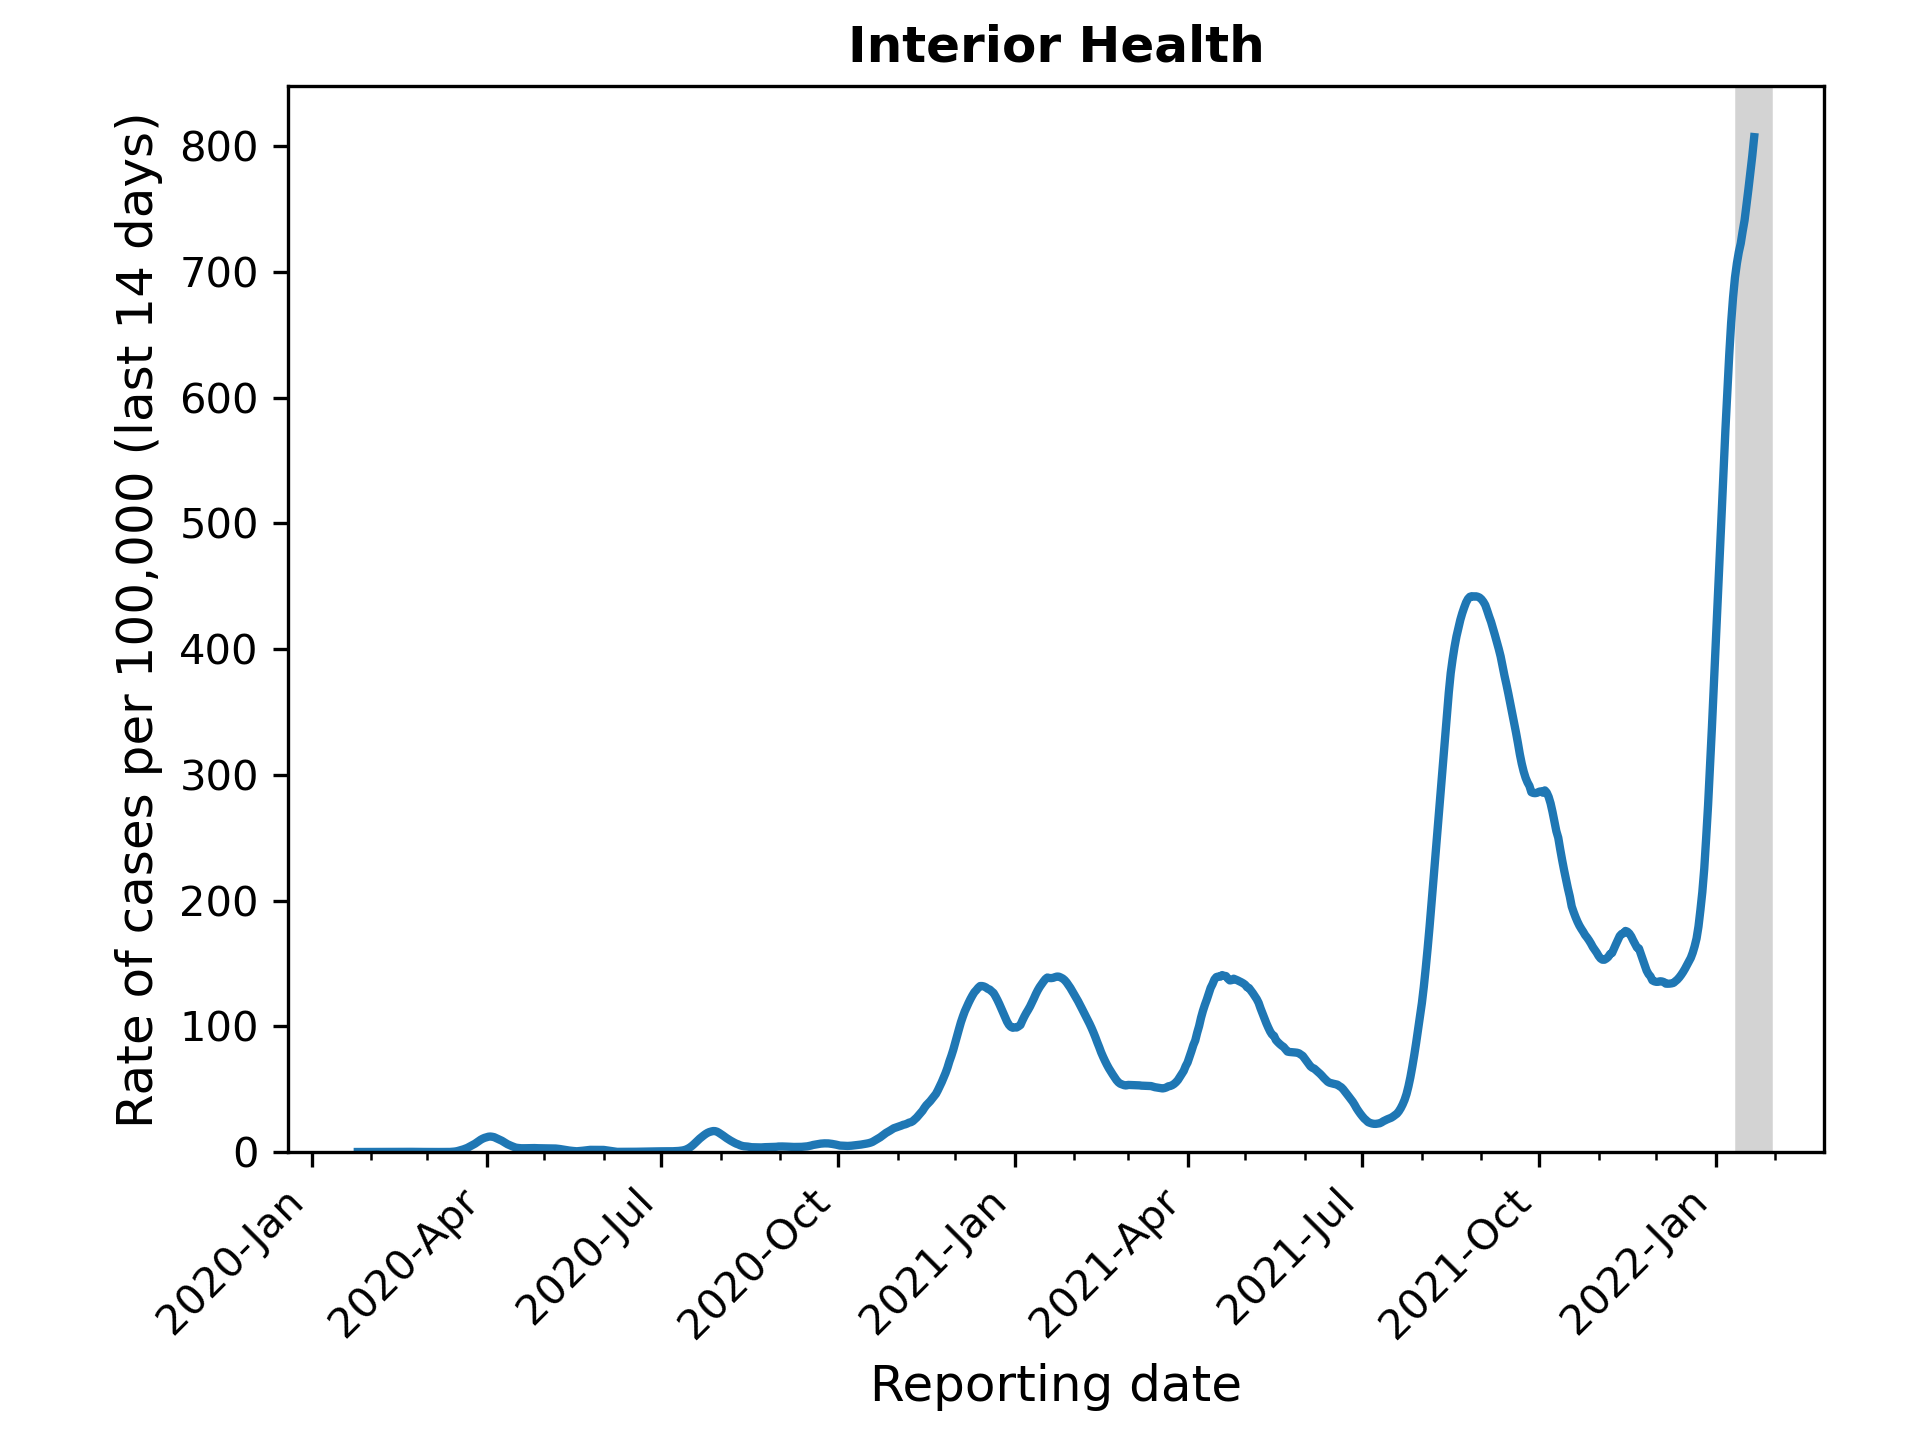 Interior Health
Rate of cases per 100,000 (last 14 days)
800
700
600
500
400
300
200
100
0
2020-Jan
2020-Apr
2020-Jul
2020-Oct
2021-Jan
2021-Apr
2021-Jul
2021-Oct
2022-Jan
Reporting date